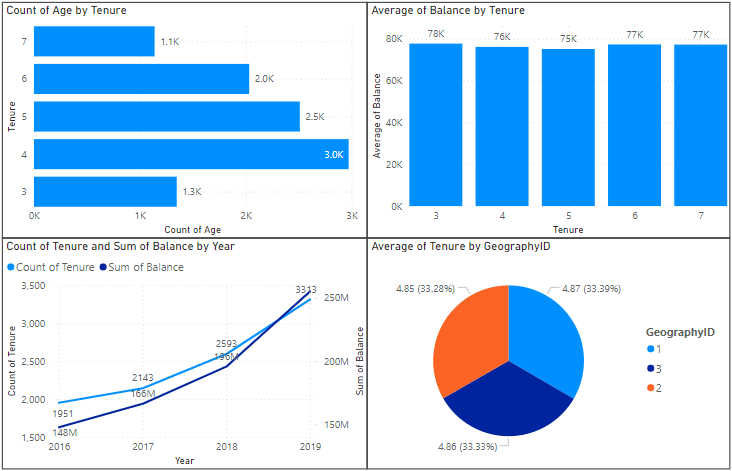 Count of Age by Tenure
7
1.1K
6
2.0K
5
2.5K
4
3.0K
3
1.3K
0K 1K 2K 3K
Count of Age
Tenure
Average of Balance by Tenure
80K
60K
40K
20K
0K
78K 76K 75K 77K 77K
3 4 5 6 7
Tenure
Average of Balance
Count of Tenure and Sum of Balance by Year
Count of Tenure Sum of Balance
3,500
3,000
2,500
2,000
1,500
250M
200M
150M
1951
148M
2143
166M
2593
196M
3313
2016 2017 2018 2019
Year
Count of Tenure
Sum of Balance
Average of Tenure by GeographyID
4.85 (33.28%)
4.87 (33.39%)
4.86 (33.33%)
GeographyID
1
3
2